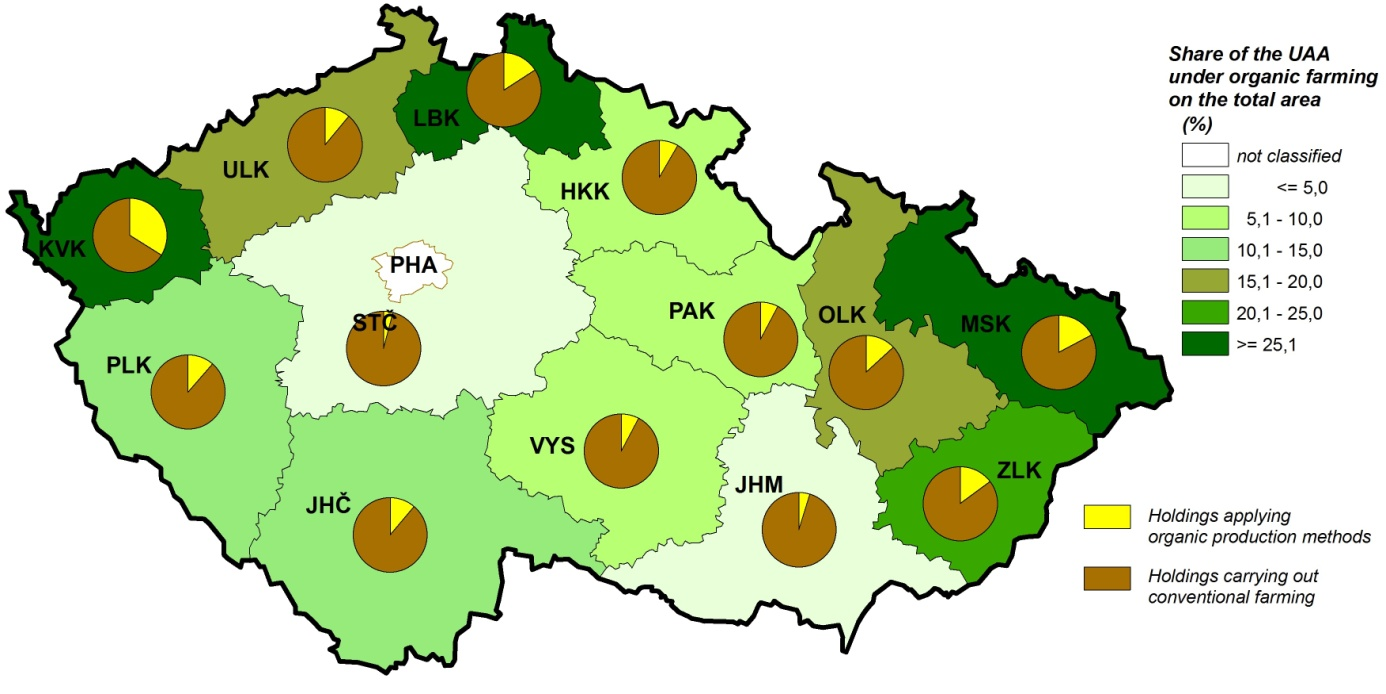 Share of the UAA
under organic farming
on the total area
(%)
not classified
<= 5,0
5,1 - 10,0
10,1 - 15,0
15,1 - 20,0
20,1 - 25,0
>= 25,1
LBK
ULK
HKK
KVK
PHA
STČ
PAK
OLK
MSK
PLK
VYS
ZLK
JHM
JHČ
Holdings applying
organic production methods
Holdings carrying out
conventional farming